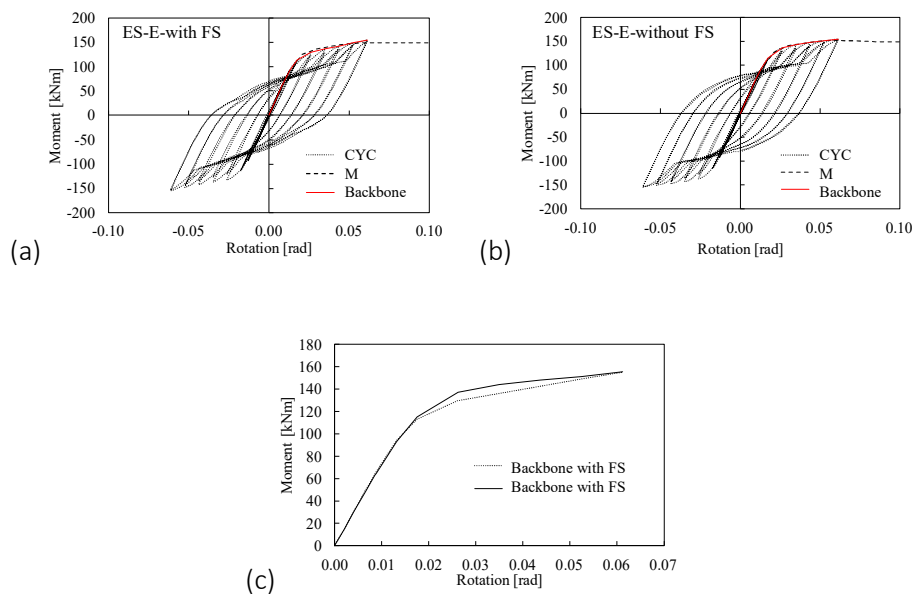 ES-E-with FS
Moment [kNm]
200
150
100
50
0
-50
-100
-150
-200
CYC
M
Backbone
-0.10
-0.05
0.00
0.05
0.10
Rotation [rad]
(a)
ES-E-without FS
Moment [kNm]
200
150
100
50
0
-50
-100
-150
-200
CYC
M
Backbone
-0.10
-0.05
0.00
0.05
0.10
Rotation [rad]
(b)
Moment [kNm]
180
160
140
120
100
80
60
40
20
0
Backbone with FS
Backbone with FS
0.00
0.01
0.02
0.03
0.04
0.05
0.06
0.07
Rotation [rad]
(c)